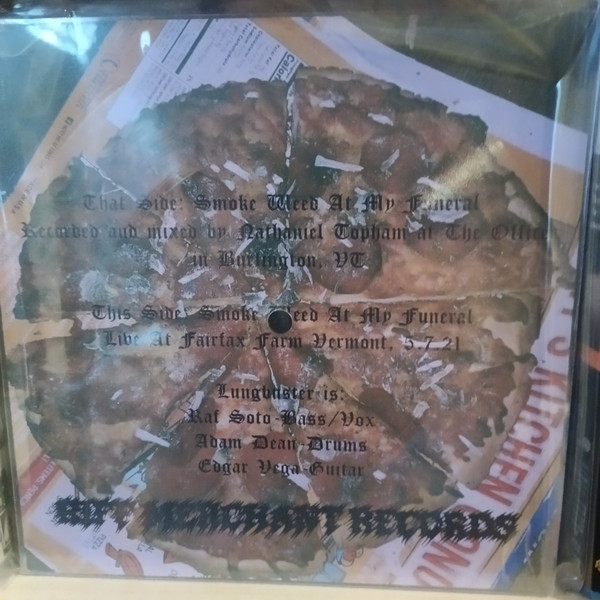 That Side: Smoke Weed At My Funeral
Recorded and mixed by Nathaniel Topham at The Office
in Burlington, VT
This Side: Smoke Weed At My Funeral
Live At Fairfax Farm Vermont, 5.7.21
Lungbuster is:
Raf Soto-Bass/Vox
Adam Dean-Drums
Edgar Vega-Guitar
RIFF MERCHANT RECORDS
KITCHEN